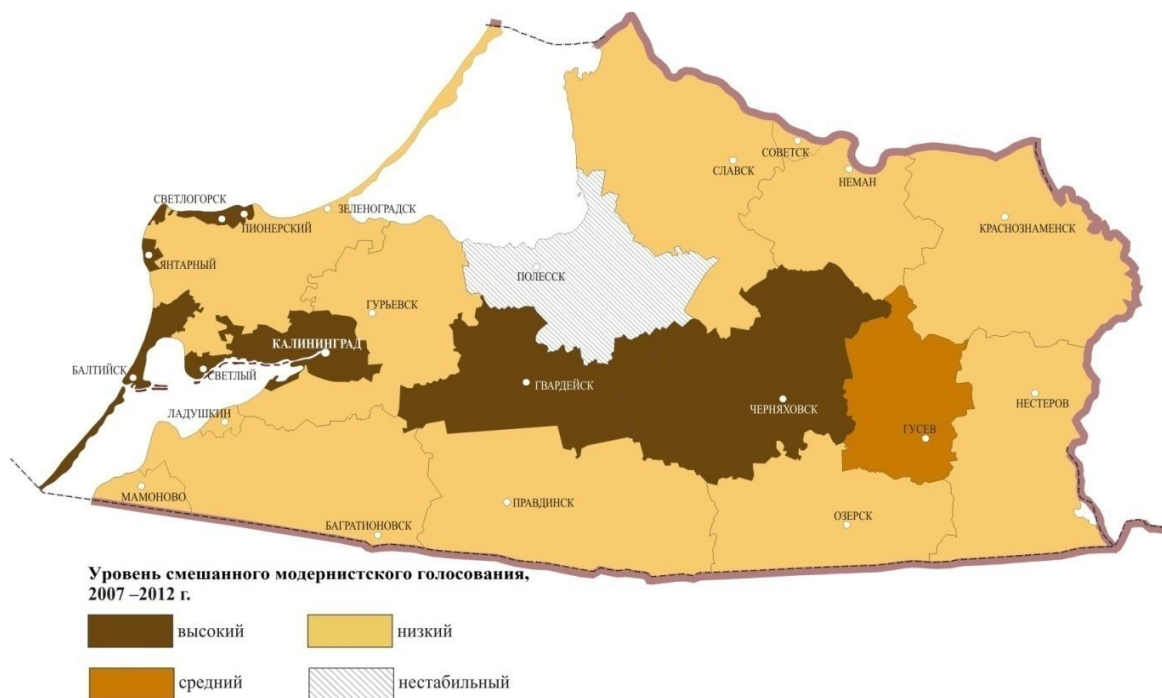 СВЕТЛОГОРСК
ПИОНЕРСКИЙ
ЗЕЛЕНОГРАДСК
ЯНТАРНЫЙ
СЛАВСК
СОВЕТСК
НЕМАН
КРАСНОЗНАМЕНСК
ПОЛЕССК
ГУРЬЕВСК
КАЛИНИНГРАД
БАЛТИЙСК
СВЕТЛЫЙ
ГВАРДЕЙСК
ЧЕРНЯХОВСК
НЕСТЕРОВ
ЛАДУШКИН
ГУСЕВ
МАМОНОВО
ПРАВДИНСК
ОЗЕРСК
БАГРАТИОНОВСК
Уровень смешанного модернистского голосования,
2007 –2012 г.
высокий
низкий
средний
нестабильный